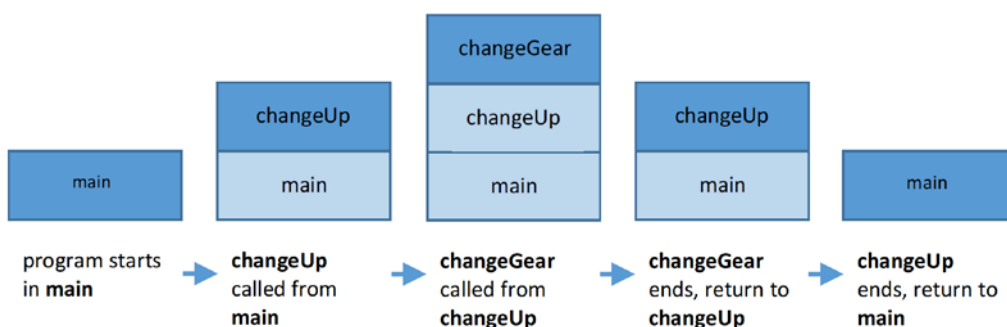 changeGear
changeUp
changeUp
changeUp
main
main
main
main
main
program starts
in main
changeUp
called from
main
changeGear
called from
changeUp
changeGear
ends, return to
changeUp
changeUp
ends, return to
main